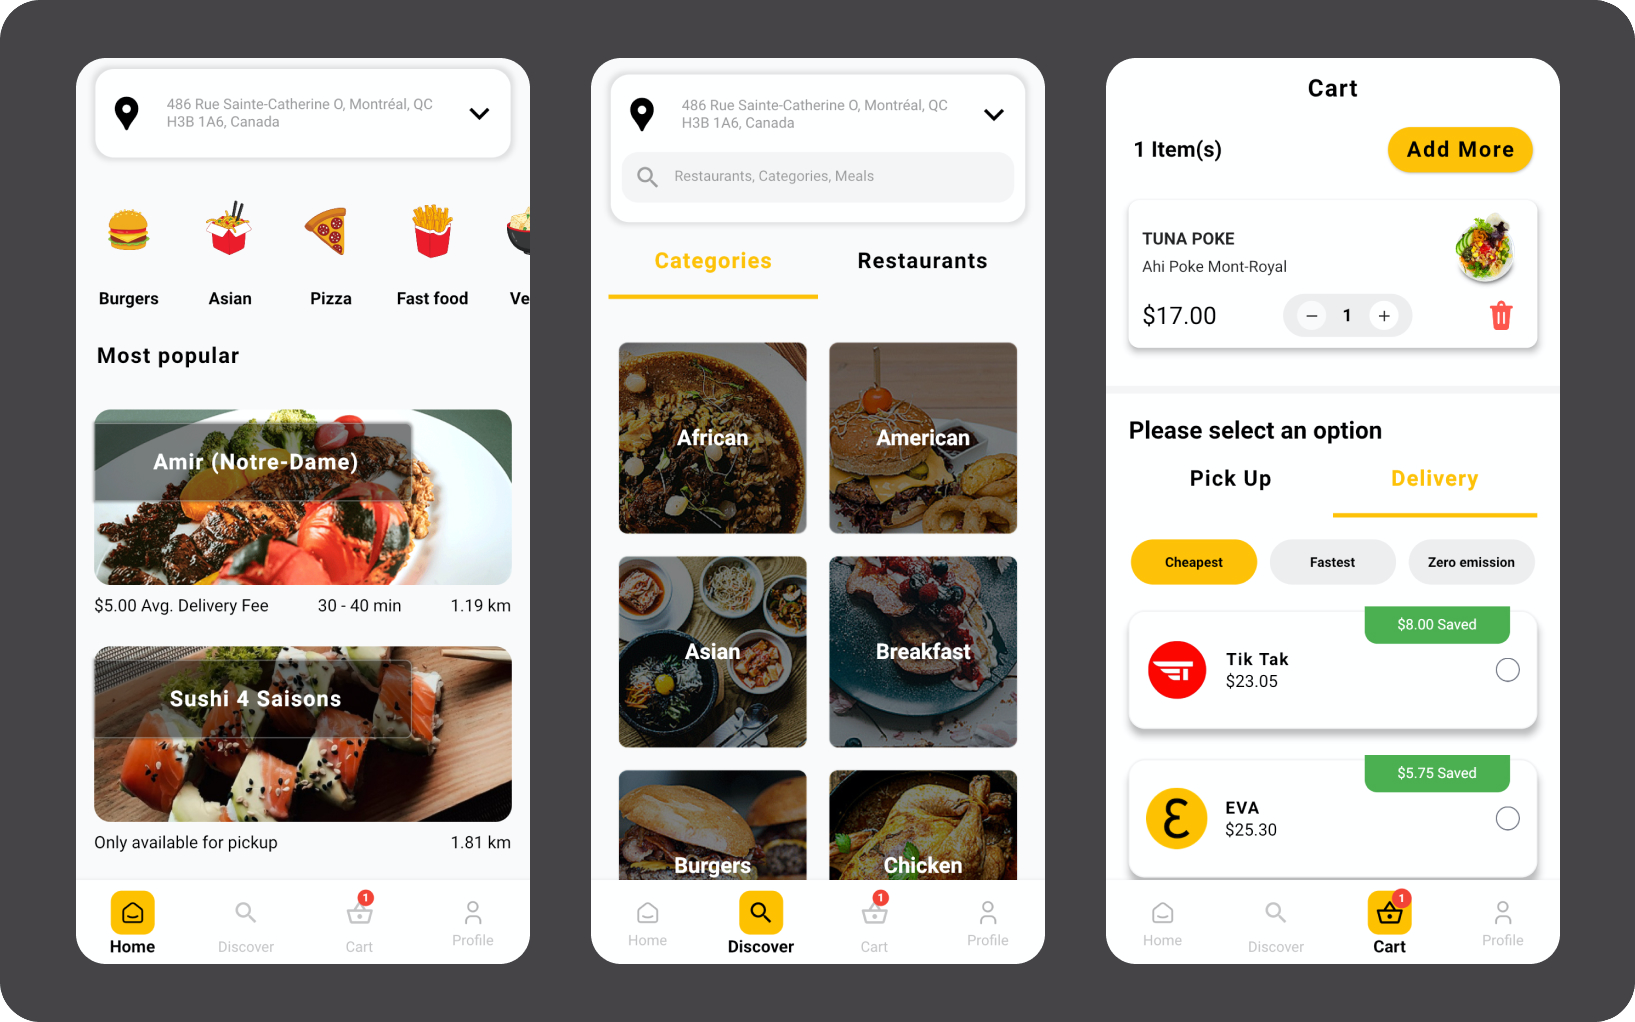 486 Rue Sainte-Catherine O, Montréal, QC
H3B 1A6, Canada
Burgers
Asian
Pizza
Fast food
Ve
Most popular
Amir (Notre-Dame)
$5.00 Avg. Delivery Fee
30 - 40 min
1.19 km
Sushi 4 Saisons
Only available for pickup
1.81 km
1
Home
Discover
Cart
Profile
486 Rue Sainte-Catherine O, Montréal, QC
H3B 1A6, Canada
Restaurants, Categories, Meals
Categories
Restaurants
African
American
Asian
Breakfast
Burgers
Chicken
1
Home
Discover
Cart
Profile
Cart
1 Item(s)
Add More
TUNA POKE
Ahi Poke Mont-Royal
$17.00
− 1 +
Please select an option
Pick Up
Delivery
Cheapest
Fastest
Zero emission
$8.00 Saved
Tik Tak
$23.05
$5.75 Saved
EVA
$25.30
1
Home
Discover
Cart
Profile